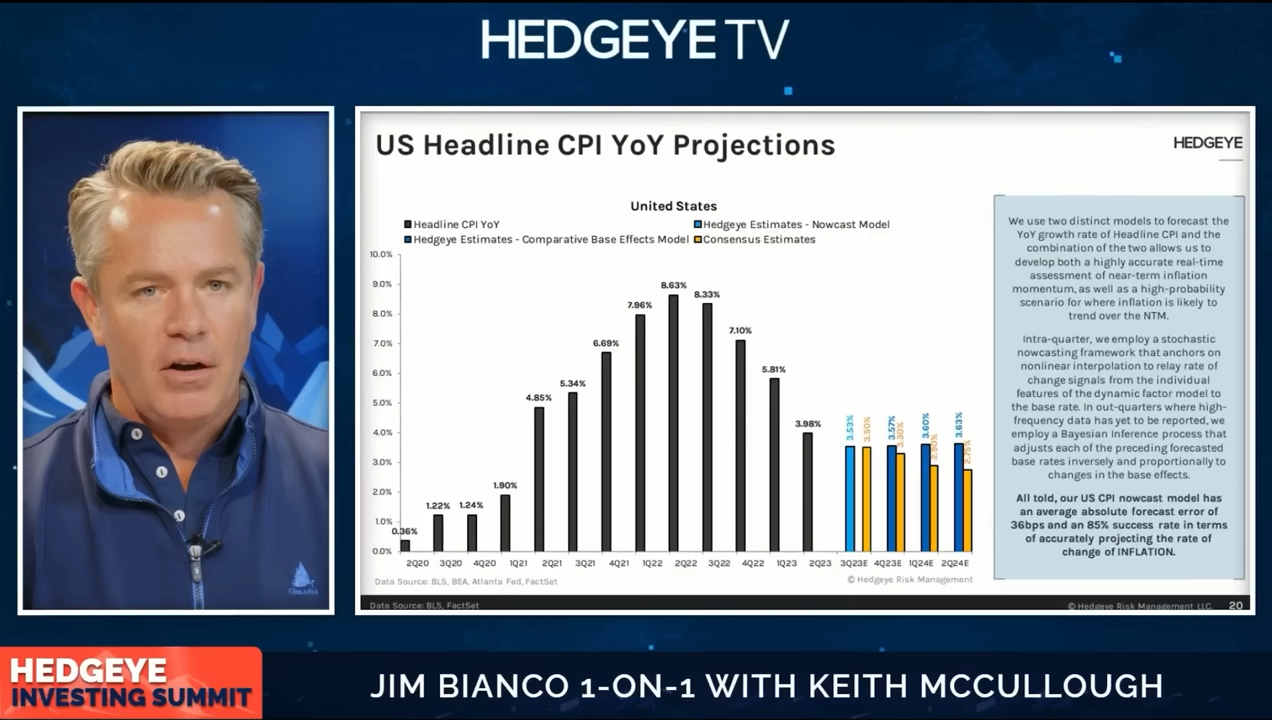 HEDGEYE TV
US Headline CPI YoY Projections
HEDGEYE
United States
Headline CPI YoY
Hedgeye Estimates - Nowcast Model
Hedgeye Estimates - Comparative Base Effects Model
Consensus Estimates
10.0%
9.0%
8.0%
7.0%
6.0%
5.0%
4.0%
3.0%
2.0%
1.0%
0.0%
0.36%
1.22%
1.24%
1.90%
4.85%
5.34%
6.69%
7.96%
8.63%
8.33%
7.10%
5.81%
3.98%
3.53%
3.50%
3.57%
3.30%
3.60%
2.90%
3.63%
2.75%
2Q20
3Q20
4Q20
1Q21
2Q21
3Q21
4Q21
1Q22
2Q22
3Q22
4Q22
1Q23
2Q23
3Q23E
4Q23E
1Q24E
2Q24E
Data Source: BLS, BEA, Atlanta Fed, FactSet
© Hedgeye Risk Management
We use two distinct models to forecast the
YoY growth rate of Headline CPI and the
combination of the two allows us to
develop both a highly accurate real-time
assessment of near-term inflation
momentum, as well as a high-probability
scenario for where inflation is likely to
trend over the NTM.
Intra-quarter, we employ a stochastic
nowcasting framework that anchors on
nonlinear interpolation to relay rate of
change signals from the individual
features of the dynamic factor model to
the base rate. In out-quarters where high-
frequency data has yet to be reported, we
employ a Bayesian Inference process that
adjusts each of the preceding forecasted
base rates inversely and proportionally to
changes in the base effects.
All told, our US CPI nowcast model has
an average absolute forecast error of
36bps and an 85% success rate in terms
of accurately projecting the rate of
change of INFLATION.
Data Source: BLS, FactSet
© Hedgeye Risk Management LLC.
20
HEDGEYE
INVESTING SUMMIT
JIM BIANCO 1-ON-1 WITH KEITH MCCULLOUGH